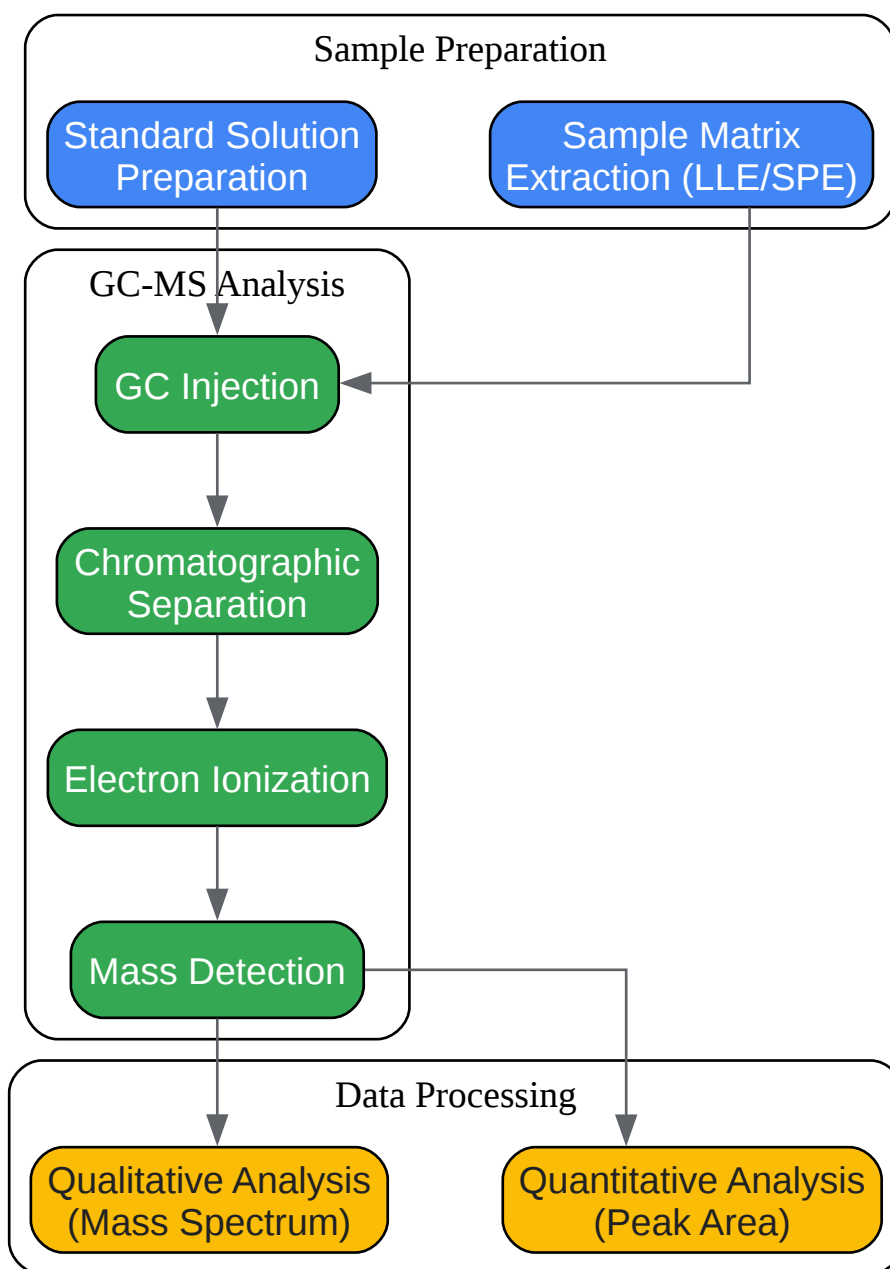 Sample Preparation
Standard Solution
Preparation
Sample Matrix
Extraction (LLE/SPE)
GC-MS Analysis
GC Injection
Chromatographic
Separation
Electron Ionization
Mass Detection
Data Processing
Qualitative Analysis
(Mass Spectrum)
Quantitative Analysis
(Peak Area)